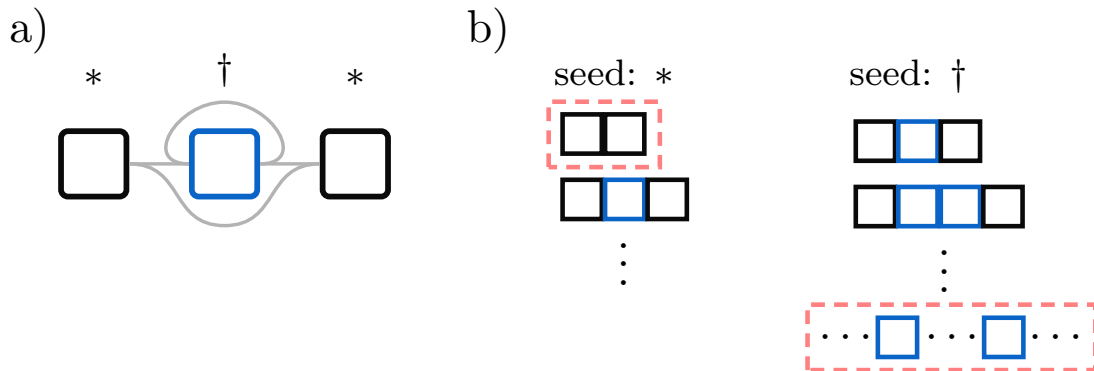 a)
* † *
b)
seed: *
seed: †